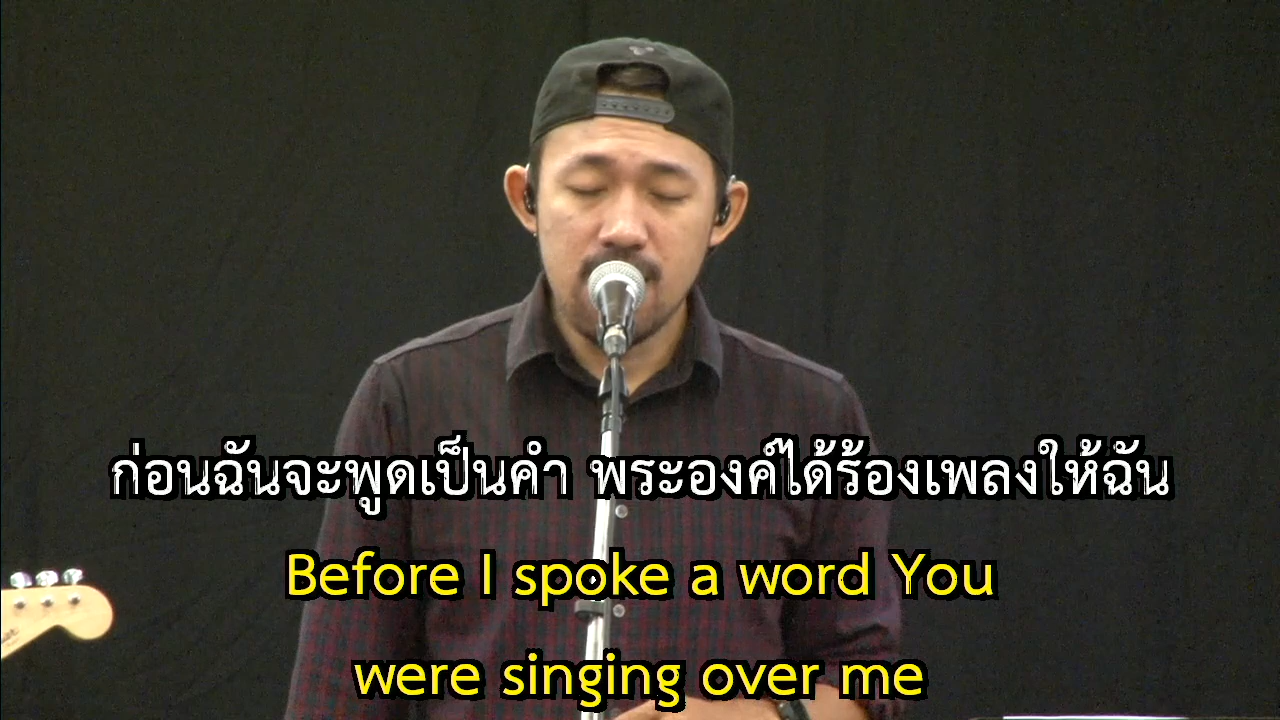 ก่อนฉันจะพูดเป็นคำ พระองค์ได้ร้องเพลงให้ฉัน
Before I spoke a word You
were singing over me